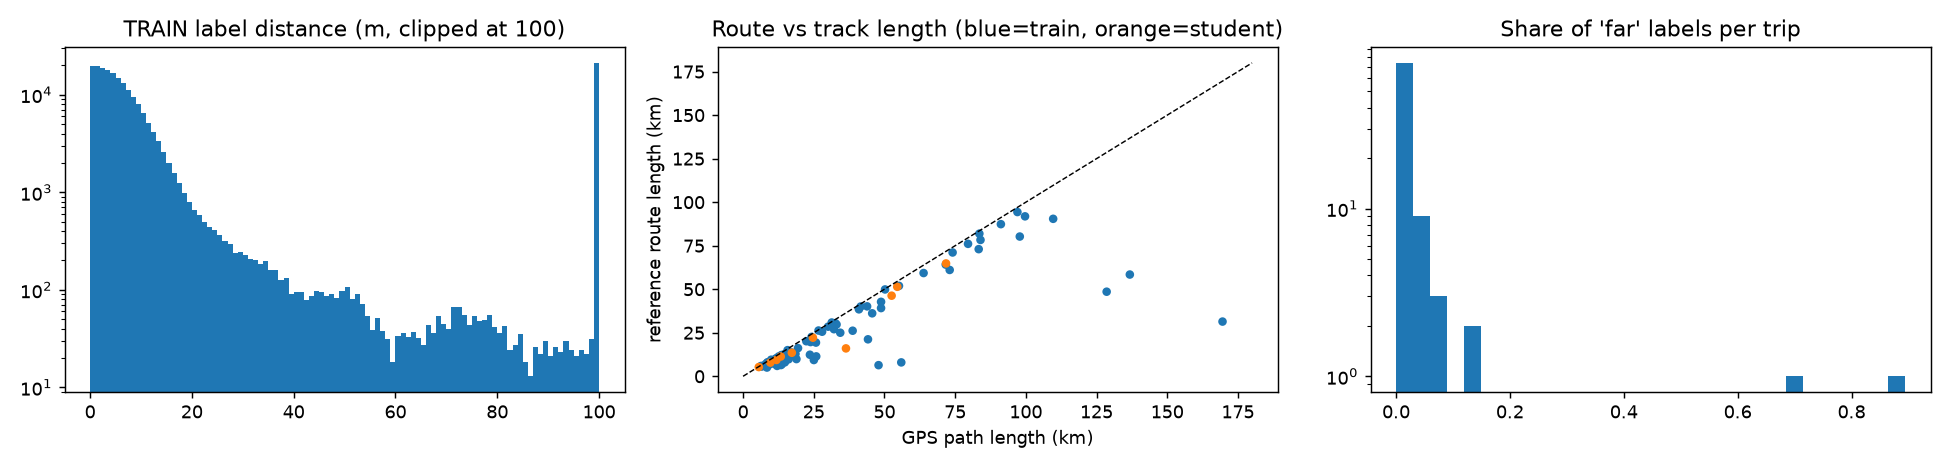 TRAIN label distance (m, clipped at 100)
10⁴
10³
10²
10¹
0 20 40 60 80 100
Route vs track length (blue=train, orange=student)
reference route length (km)
175
150
125
100
75
50
25
0
0 25 50 75 100 125 150 175
GPS path length (km)
Share of 'far' labels per trip
10¹
10⁰
0.0 0.2 0.4 0.6 0.8